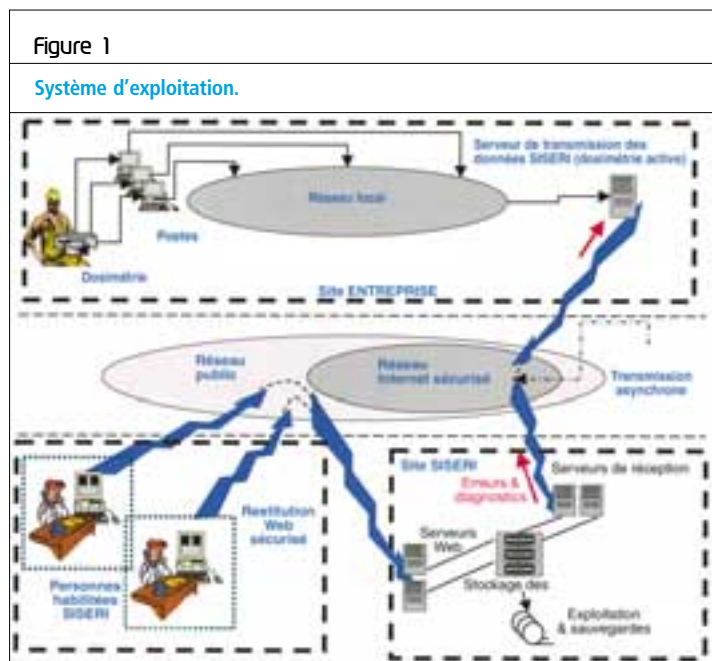 Figure 1
Système d'exploitation.
Serveur de transmission des
données SISERI (dosimétrie active)
Réseau local
Postes
Dosimétrie
Site ENTREPRISE
Réseau
public
Réseau
Internet sécurisé
Transmission
asynchrone
Site SISERI
Serveurs de réception
Erreurs &
diagnostics
Restitution
Web
sécurisé
Serveurs
Web
Personnes
habilitées
SISERI
Stockage des
Exploitation
& sauvegardes